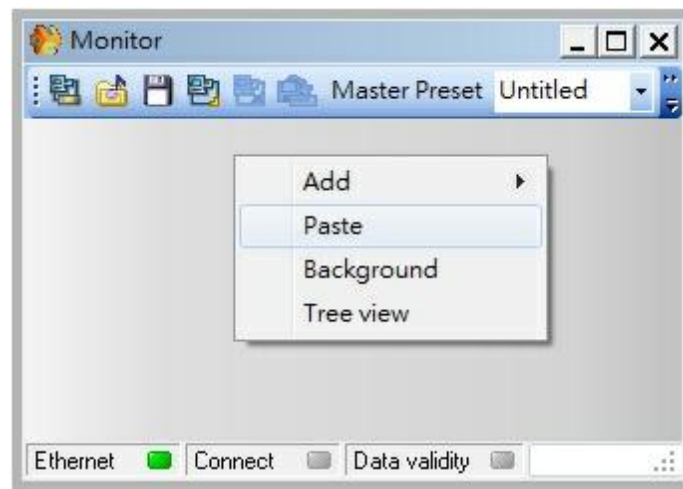 Monitor
Master Preset Untitled
Add
Paste
Background
Tree view
Ethernet Connect Data validity